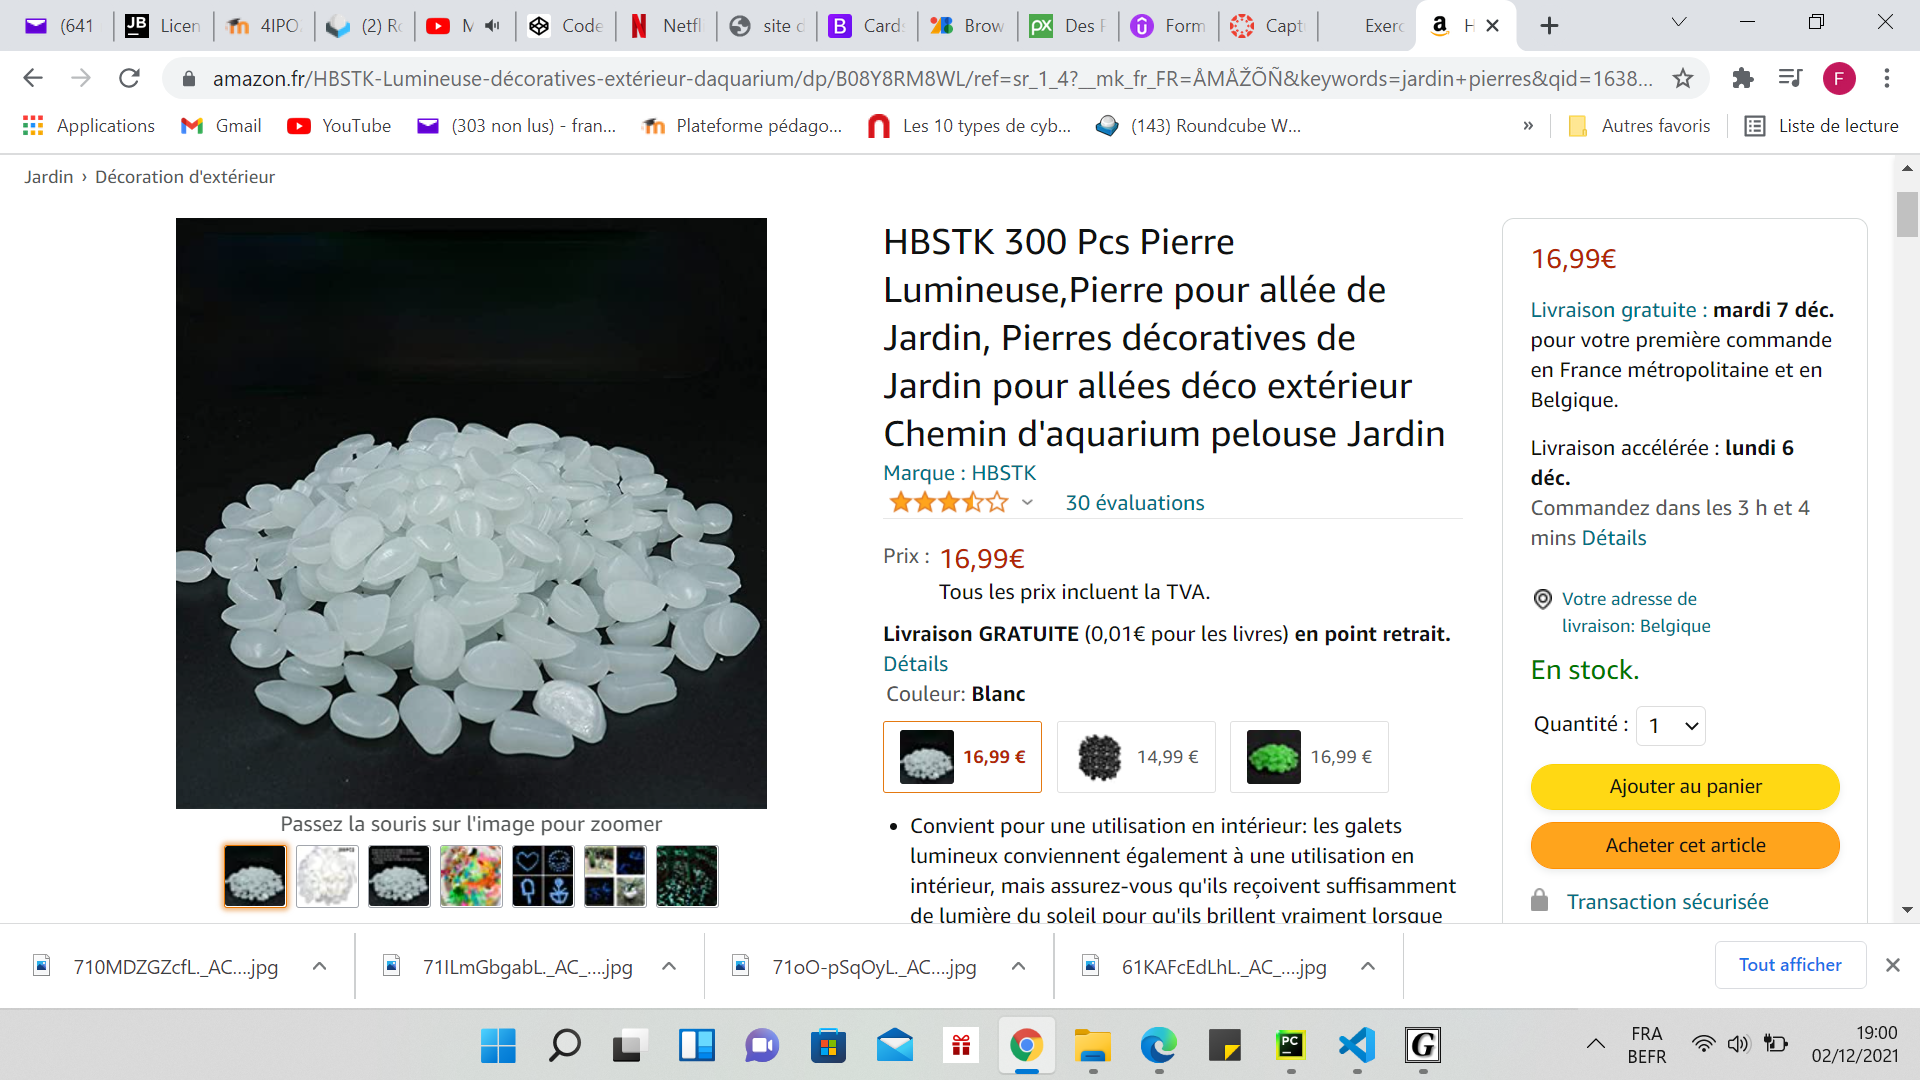 (641
Licen
4IPO
(2) Ro
M
Code
Netfl
site d
Cards
Brow
Des F
Form
Capt
Exerc
H
amazon.fr/HBSTK-Lumineuse-décoratives-extérieur-daquarium/dp/B08Y8RM8WL/ref=sr_1_4?__mk_fr_FR=ÅMÅŽÕÑ&keywords=jardin+pierres&qid=1638...
F
Applications
Gmail
YouTube
(303 non lus) - fran...
Plateforme pédago...
Les 10 types de cyb...
(143) Roundcube W...
»
Autres favoris
Liste de lecture
Jardin › Décoration d'extérieur
HBSTK 300 Pcs Pierre
Lumineuse,Pierre pour allée de
Jardin, Pierres décoratives de
Jardin pour allées déco extérieur
Chemin d'aquarium pelouse Jardin
Marque : HBSTK
30 évaluations
Prix : 16,99€
Tous les prix incluent la TVA.
Livraison GRATUITE (0,01€ pour les livres) en point retrait.
Détails
Couleur: Blanc
16,99 €
14,99 €
16,99 €
• Convient pour une utilisation en intérieur: les galets
lumineux conviennent également à une utilisation en
intérieur, mais assurez-vous qu'ils reçoivent suffisamment
de lumière du soleil pour qu'ils brillent vraiment lorsque
Passez la souris sur l'image pour zoomer
16,99€
Livraison gratuite : mardi 7 déc.
pour votre première commande
en France métropolitaine et en
Belgique.
Livraison accélérée : lundi 6
déc.
Commandez dans les 3 h et 4
mins Détails
Votre adresse de
livraison: Belgique
En stock.
Quantité : 1
Ajouter au panier
Acheter cet article
Transaction sécurisée
710MDZGZcfL._AC....jpg
71ILmGbgabL._AC_....jpg
71oO-pSqOyL._AC....jpg
61KAFcEdLhL._AC_....jpg
Tout afficher
FRA
BEFR
19:00
02/12/2021